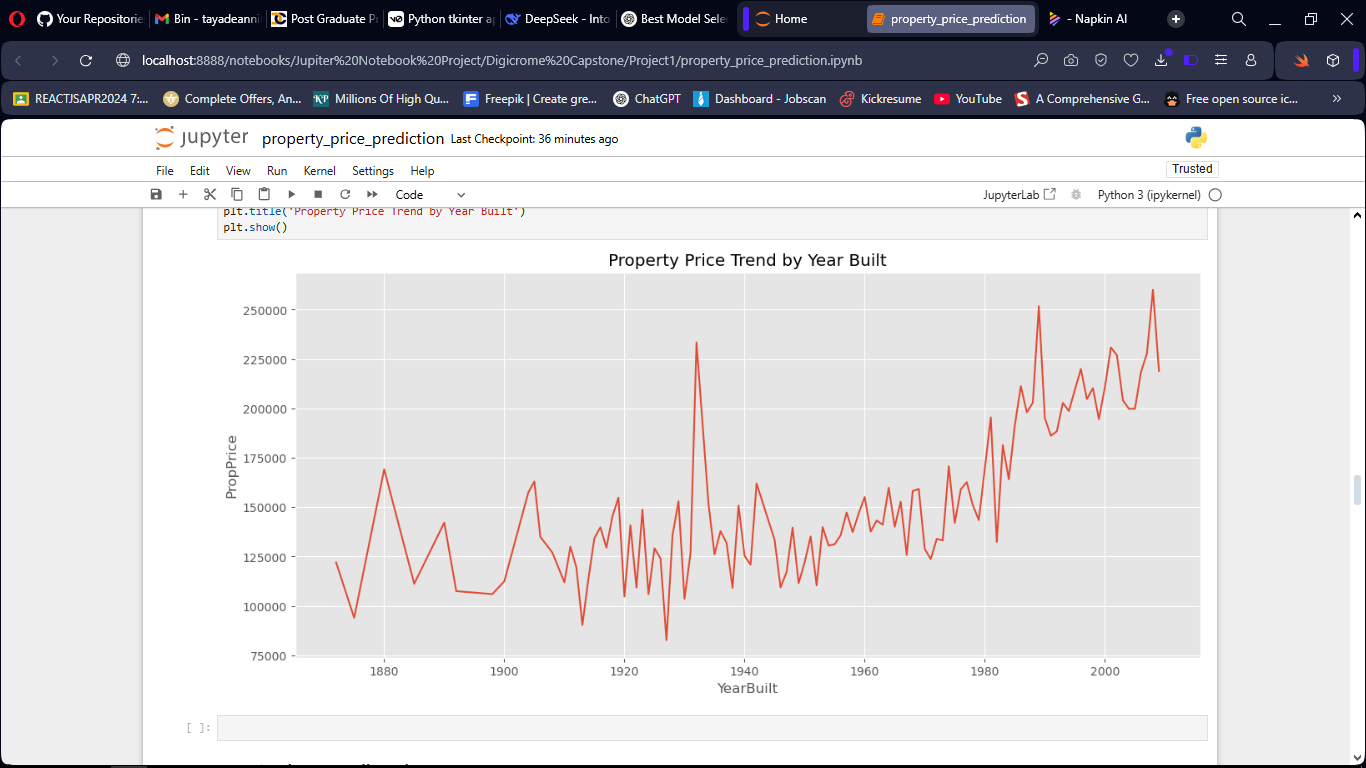 Your Repositorie
Bin - tayadeanni
Post Graduate P
Python tkinter ap
DeepSeek - Into
Best Model Selec
Home
property_price_prediction
- Napkin AI
localhost:8888/notebooks/Jupiter%20Notebook%20Project/Digicrome%20Capstone/Project1/property_price_prediction.ipynb
REACTJSAPR2024 7:...
Complete Offers, An...
Millions Of High Qu...
Freepik | Create gre...
ChatGPT
Dashboard - Jobscan
Kickresume
YouTube
A Comprehensive G...
Free open source ic...
jupyter property_price_prediction Last Checkpoint: 36 minutes ago
File Edit View Run Kernel Settings Help
Trusted
Code
JupyterLab
Python 3 (ipykernel)
plt.title('Property Price Trend by Year Built')
plt.show()
Property Price Trend by Year Built
250000
225000
200000
175000
150000
125000
100000
75000
PropPrice
1880 1900 1920 1940 1960 1980 2000
YearBuilt
[ ]: